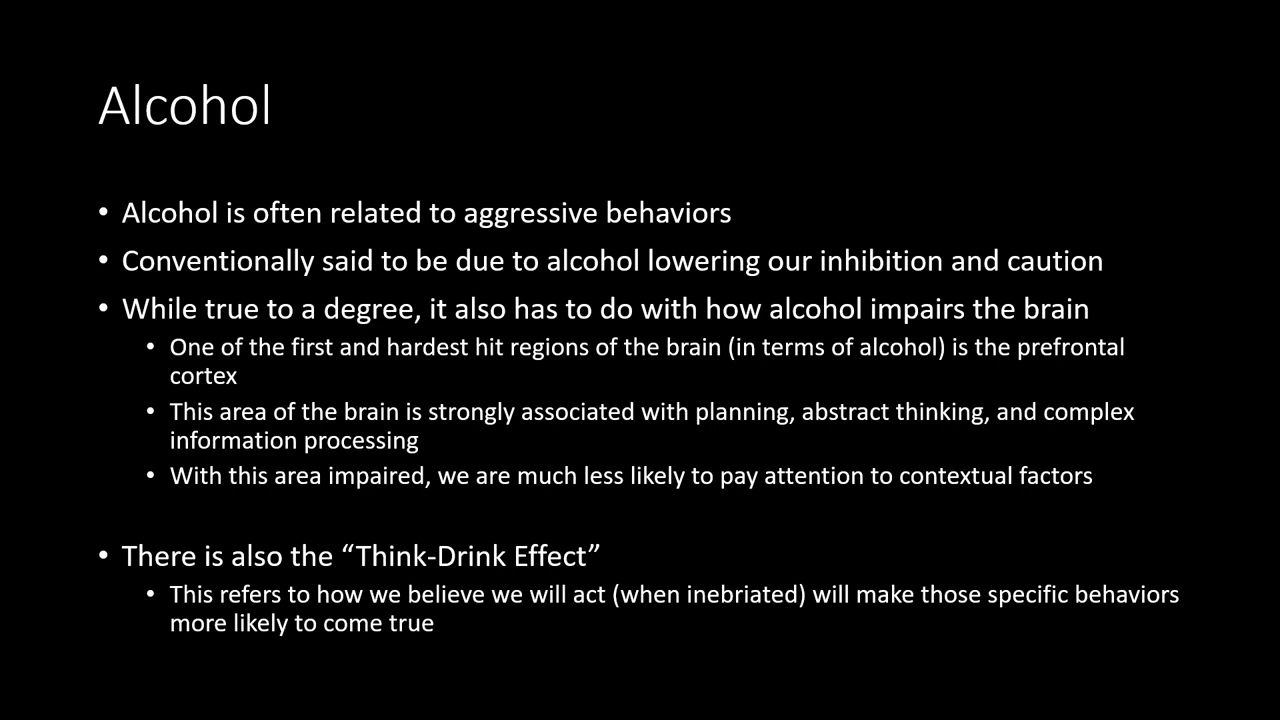 Alcohol
• Alcohol is often related to aggressive behaviors
• Conventionally said to be due to alcohol lowering our inhibition and caution
• While true to a degree, it also has to do with how alcohol impairs the brain
• One of the first and hardest hit regions of the brain (in terms of alcohol) is the prefrontal
cortex
• This area of the brain is strongly associated with planning, abstract thinking, and complex
information processing
• With this area impaired, we are much less likely to pay attention to contextual factors
• There is also the “Think-Drink Effect”
• This refers to how we believe we will act (when inebriated) will make those specific behaviors
more likely to come true